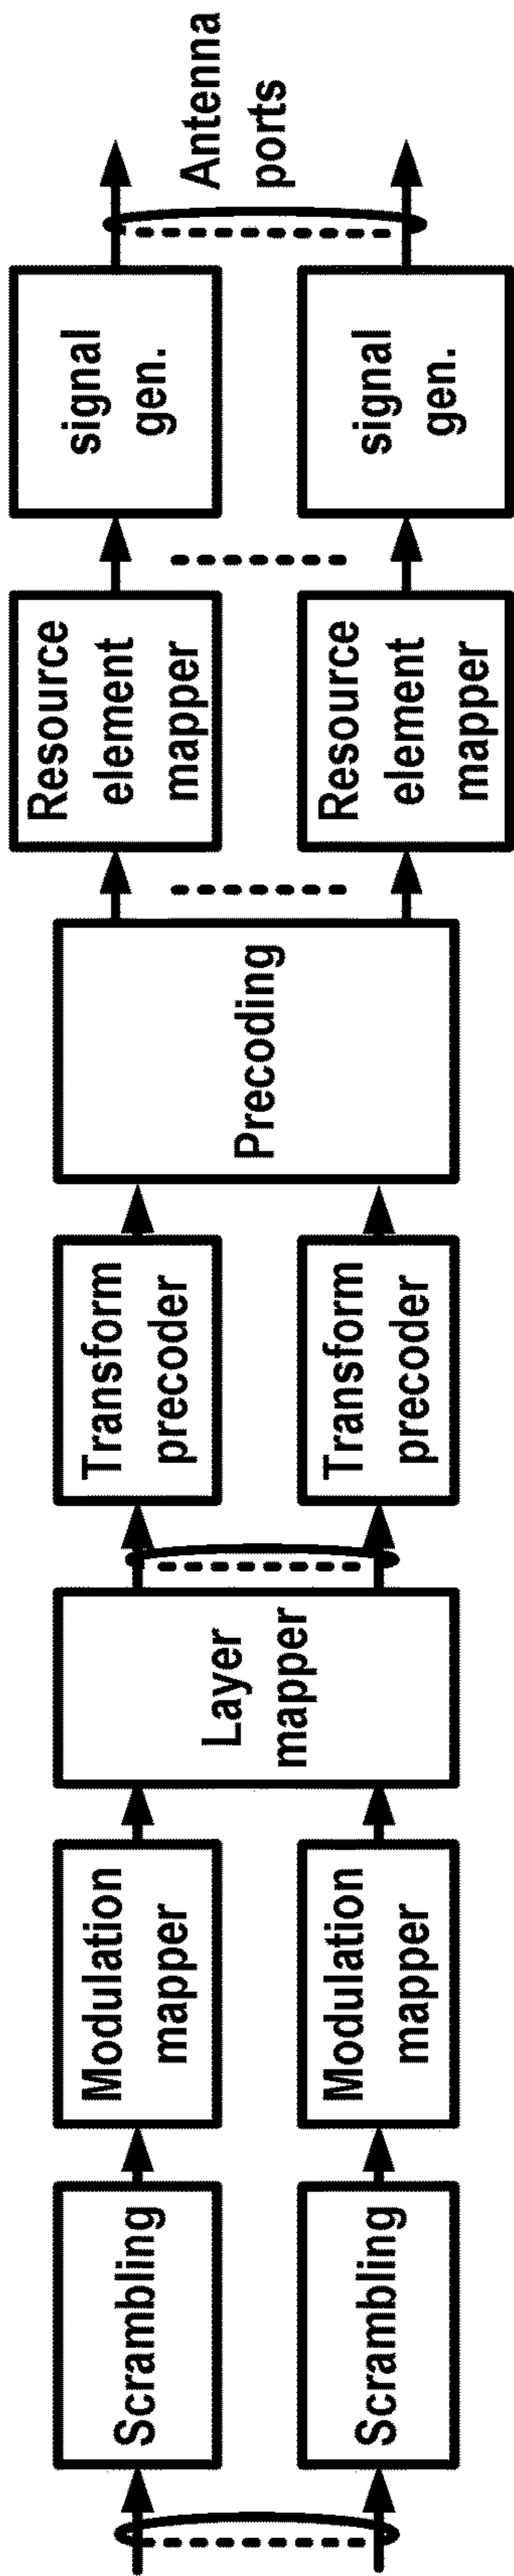 Scrambling
Scrambling
Modulation
mapper
Modulation
mapper
Layer
mapper
Transform
precoder
Transform
precoder
Precoding
Resource
element
mapper
Resource
element
mapper
signal
gen.
signal
gen.
Antenna
ports